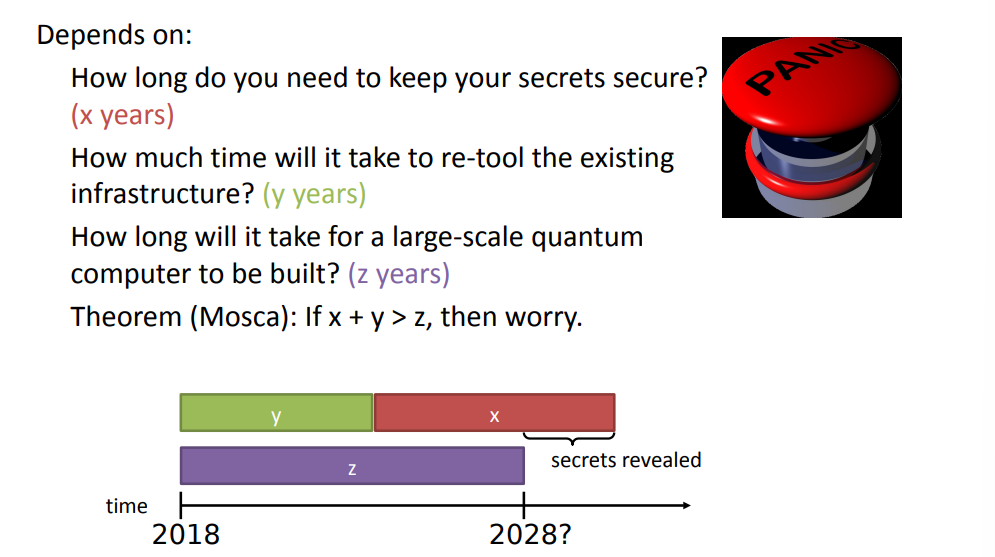 Depends on:
How long do you need to keep your secrets secure?
(x years)
How much time will it take to re-tool the existing
infrastructure? (y years)
How long will it take for a large-scale quantum
computer to be built? (z years)
Theorem (Mosca): If x + y > z, then worry.
PANIC
y
x
z
secrets revealed
time
2018
2028?